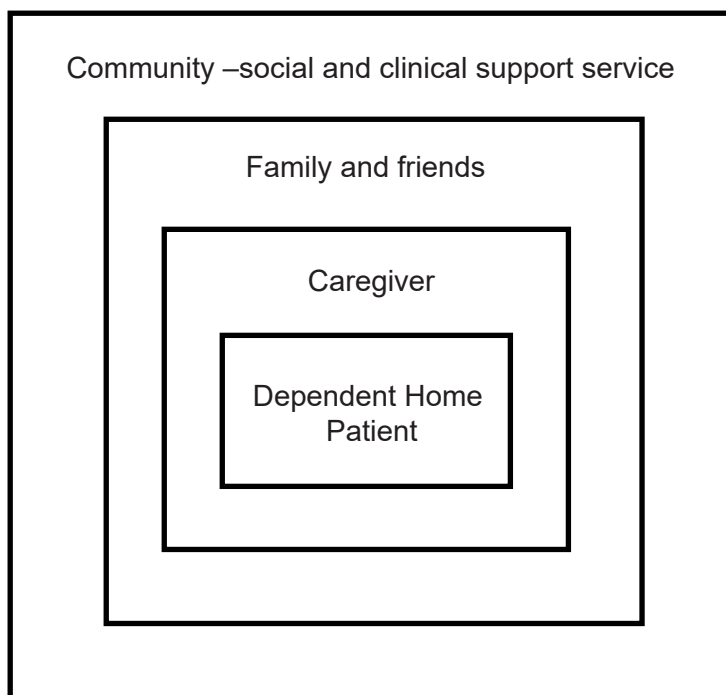 Community –social and clinical support service
Family and friends
Caregiver
Dependent Home
Patient